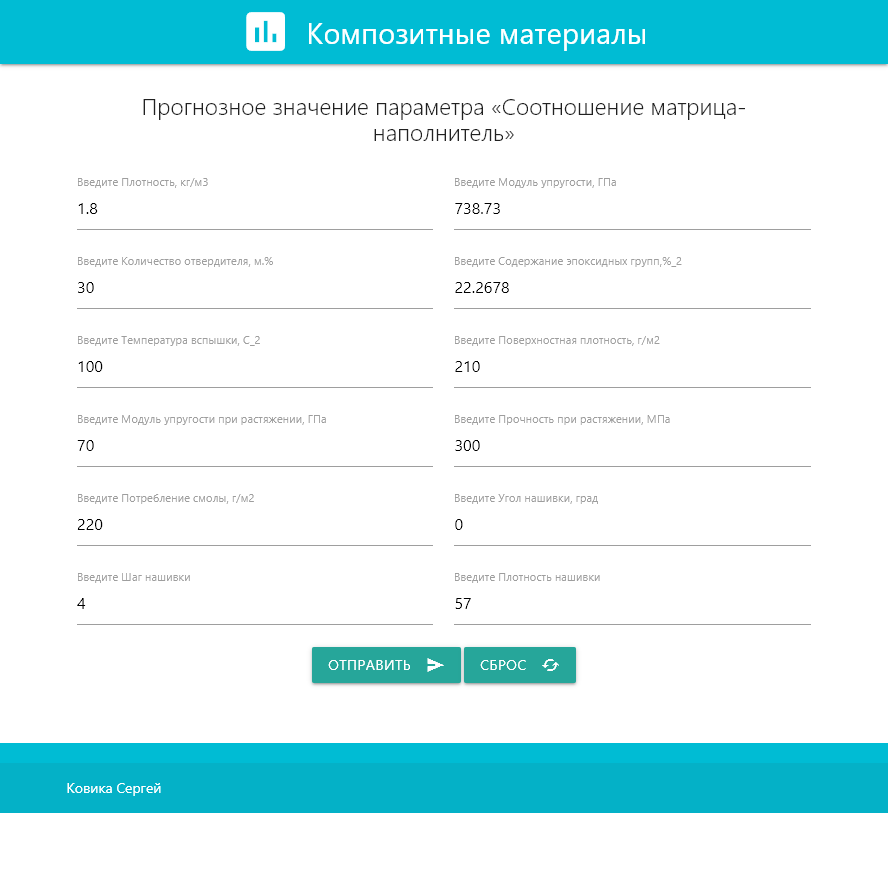 Композитные материалы
Прогнозное значение параметра «Соотношение матрица-
наполнитель»
Введите Плотность, кг/м3
1.8
Введите Модуль упругости, ГПа
738.73
Введите Количество отвердителя, м.%
30
Введите Содержание эпоксидных групп,%_2
22.2678
Введите Температура вспышки, С_2
100
Введите Поверхностная плотность, г/м2
210
Введите Модуль упругости при растяжении, ГПа
70
Введите Прочность при растяжении, МПа
300
Введите Потребление смолы, г/м2
220
Введите Угол нашивки, град
0
Введите Шаг нашивки
4
Введите Плотность нашивки
57
ОТПРАВИТЬ
СБРОС
Ковика Сергей